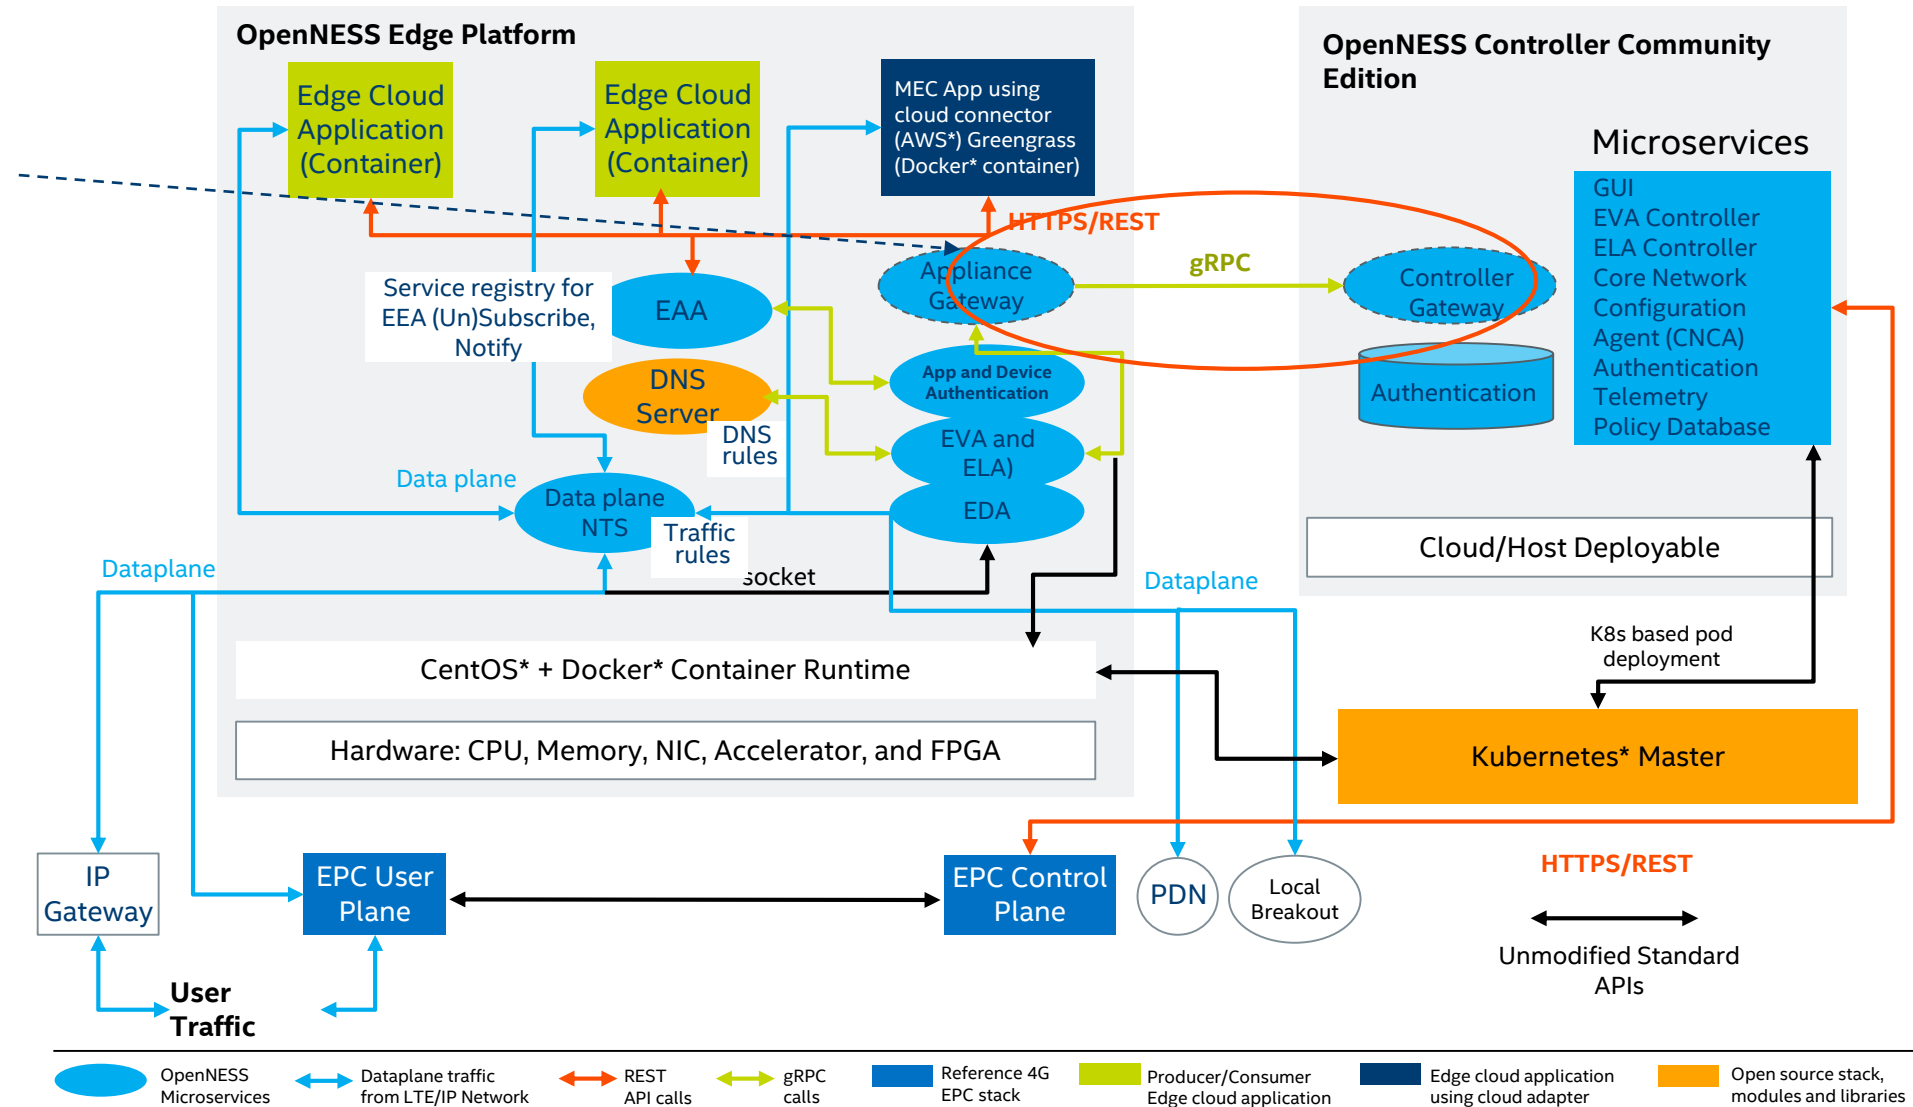 OpenNESS Edge Platform
OpenNESS Controller Community
Edition
Edge Cloud
Application
(Container)
Edge Cloud
Application
(Container)
MEC App using
cloud connector
(AWS*) Greengrass
(Docker* container)
Microservices
GUI
EVA Controller
ELA Controller
Core Network
Configuration
Agent (CNCA)
Authentication
Telemetry
Policy Database
HTTPS/REST
Appliance
Gateway
gRPC
Controller
Gateway
Service registry for
EEA (Un)Subscribe,
Notify
EAA
App and Device
Authentication
Authentication
DNS
Server
DNS
rules
EVA and
ELA)
Data plane
Data plane
NTS
EDA
Traffic
rules
Cloud/Host Deployable
Dataplane
socket
Dataplane
K8s based pod
deployment
CentOS* + Docker* Container Runtime
Hardware: CPU, Memory, NIC, Accelerator, and FPGA
Kubernetes* Master
IP
Gateway
EPC User
Plane
EPC Control
Plane
PDN
Local
Breakout
HTTPS/REST
Unmodified Standard
APIs
User
Traffic
OpenNESS
Microservices
Dataplane traffic
from LTE/IP Network
REST
API calls
gRPC
calls
Reference 4G
EPC stack
Producer/Consumer
Edge cloud application
Edge cloud application
using cloud adapter
Open source stack,
modules and libraries